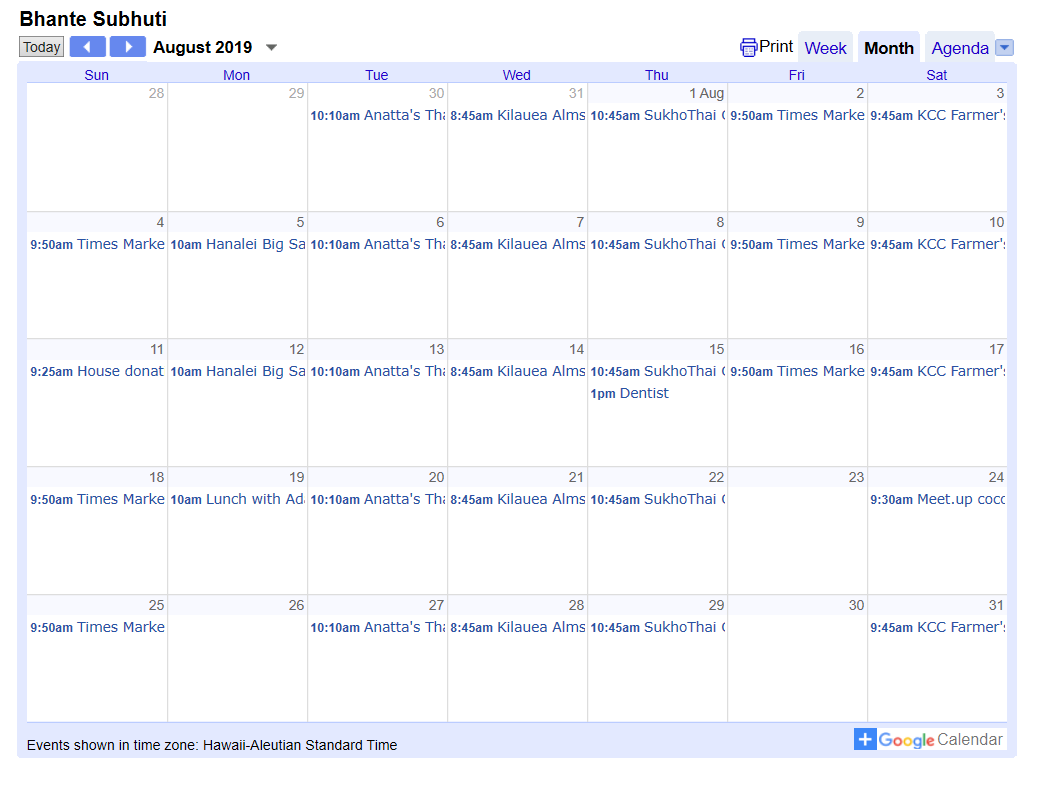 Bhante Subhuti
Today August 2019 Print Week Month Agenda
Sun Mon Tue Wed Thu Fri Sat
28 29 30 31 1 Aug 2 3
10:10am Anatta's Tha 8:45am Kilauea Alms 10:45am SukhoThai 9:50am Times Marke 9:45am KCC Farmer's
4 5 6 7 8 9 10
9:50am Times Marke 10am Hanalei Big Sa 10:10am Anatta's Tha 8:45am Kilauea Alms 10:45am SukhoThai 9:50am Times Marke 9:45am KCC Farmer's
11 12 13 14 15 16 17
9:25am House donat 10am Hanalei Big Sa 10:10am Anatta's Tha 8:45am Kilauea Alms 10:45am SukhoThai 9:50am Times Marke 9:45am KCC Farmer's
1pm Dentist
18 19 20 21 22 23 24
9:50am Times Marke 10am Lunch with Ad 10:10am Anatta's Tha 8:45am Kilauea Alms 10:45am SukhoThai 9:30am Meet.up coco
25 26 27 28 29 30 31
9:50am Times Marke 10:10am Anatta's Tha 8:45am Kilauea Alms 10:45am SukhoThai 9:45am KCC Farmer's
Events shown in time zone: Hawaii-Aleutian Standard Time
Google Calendar